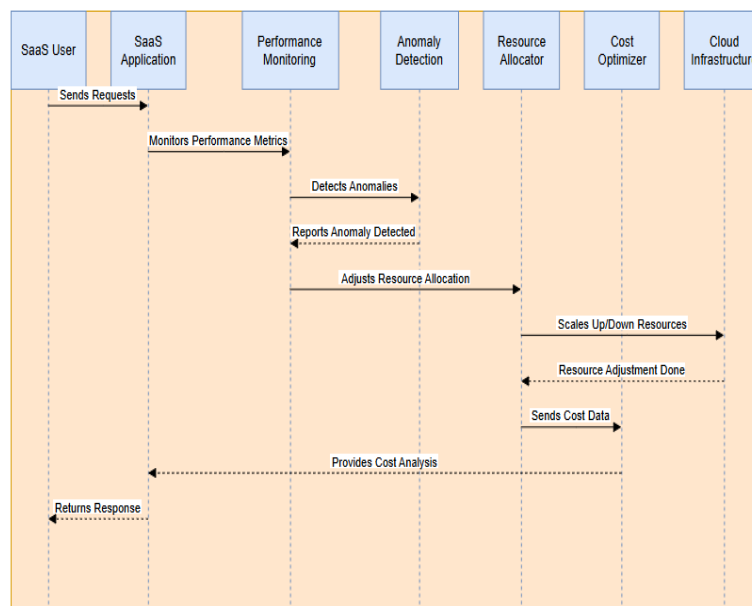 SaaS User
SaaS
Application
Performance
Monitoring
Anomaly
Detection
Resource
Allocator
Cost
Optimizer
Cloud
Infrastructur
Sends Requests
Monitors Performance Metrics
Detects Anomalies
Reports Anomaly Detected
Adjusts Resource Allocation
Scales Up/Down Resources
Resource Adjustment Done
Sends Cost Data
Provides Cost Analysis
Returns Response